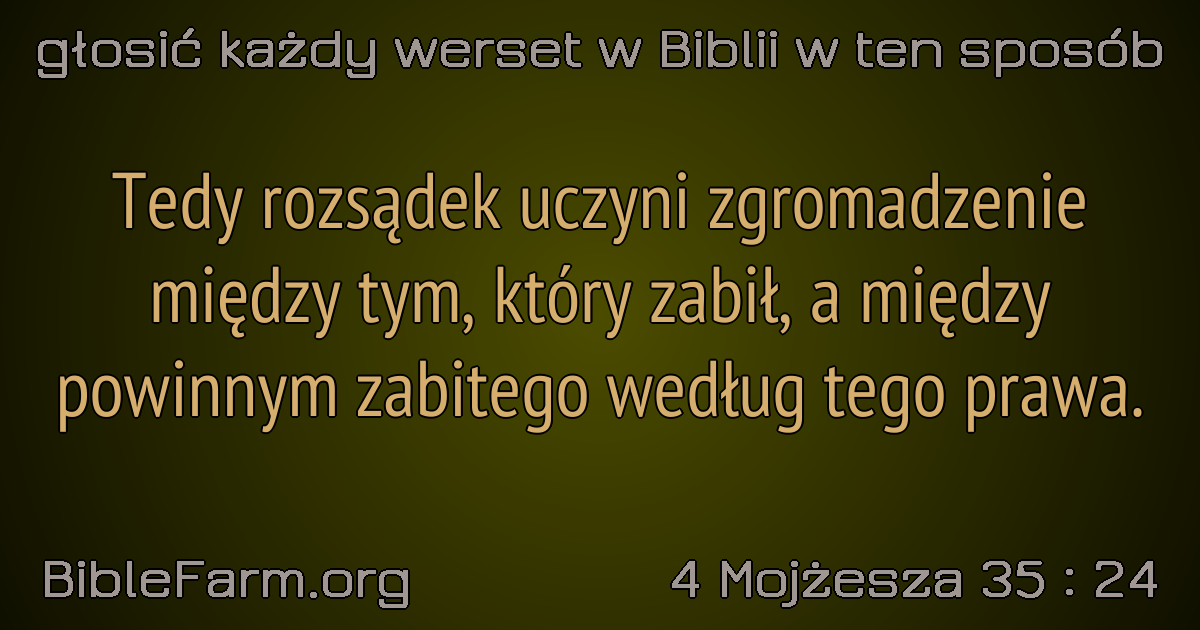 głosić każdy werset w Biblii w ten sposób
Tedy rozsądek uczyni zgromadzenie
między tym, który zabił, a między
powinnym zabitego według tego prawa.
BibleFarm.org
4 Mojżesza 35 : 24